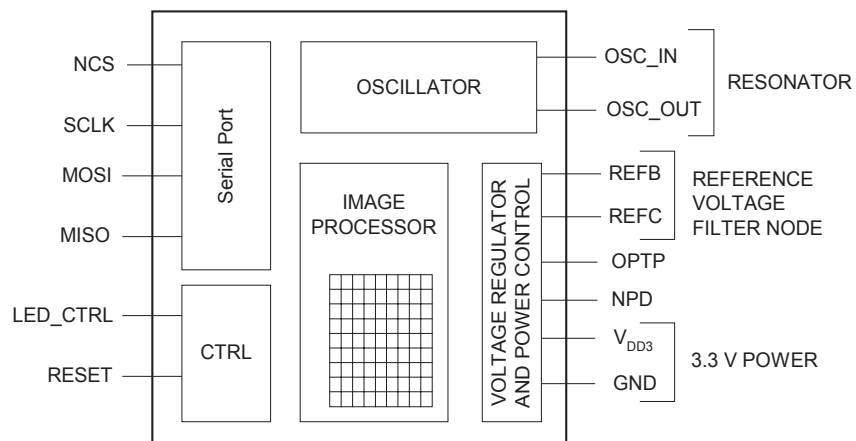 NCS
SCLK
MOSI
MISO
LED_CTRL
RESET
Serial Port
CTRL
OSCILLATOR
IMAGE
PROCESSOR
VOLTAGE REGULATOR
AND POWER CONTROL
OSC_IN
OSC_OUT
RESONATOR
REFB
REFC
REFERENCE
VOLTAGE
FILTER NODE
OPTP
NPD
VDD3
GND
3.3 V POWER